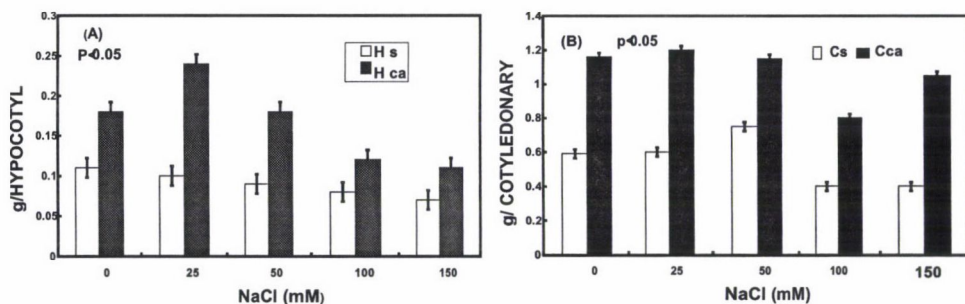 (A)
P<0.05
H s
H ca
g/HYPOCOTYL
0.3
0.25
0.2
0.15
0.1
0.05
0
0 25 50 100 150
NaCl (mM)
(B)
p<0.05
Cs Cca
g/ COTYLEDONARY
1.4
1.2
1
0.8
0.6
0.4
0.2
0
0 25 50 100 150
NaCl (mM)